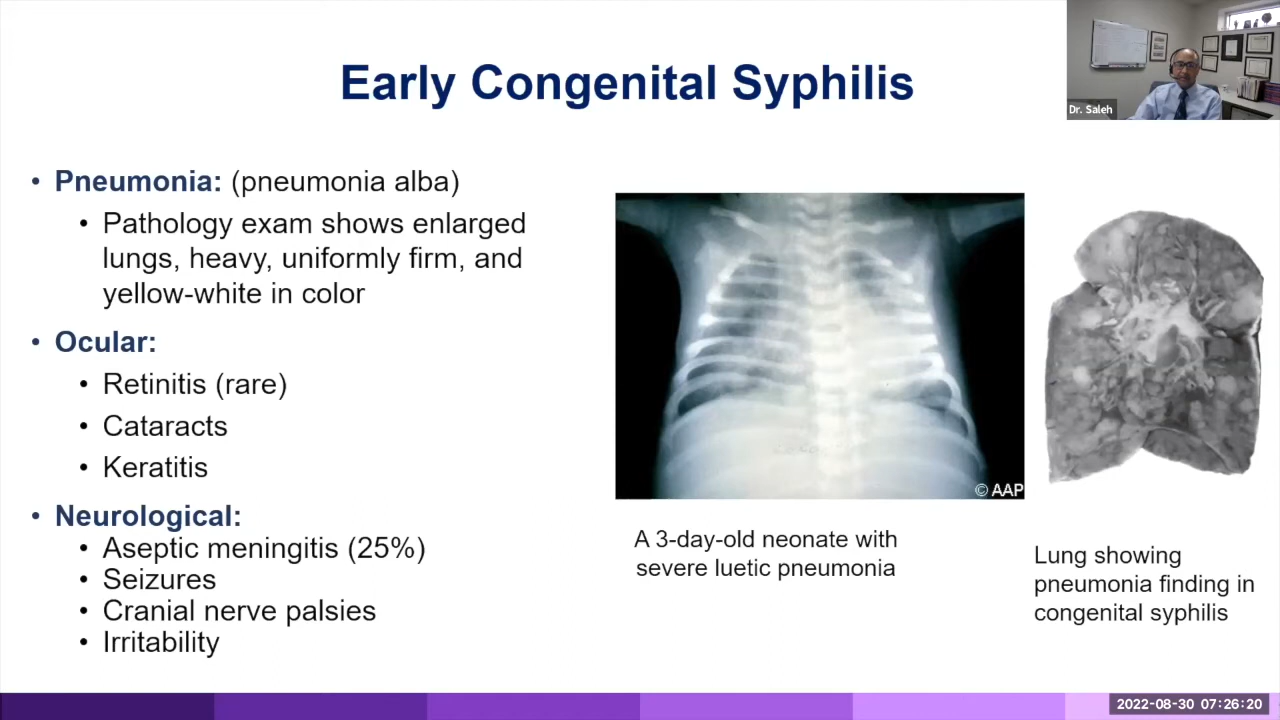 Early Congenital Syphilis
Dr. Saleh
• Pneumonia: (pneumonia alba)
• Pathology exam shows enlarged
lungs, heavy, uniformly firm, and
yellow-white in color
• Ocular:
• Retinitis (rare)
• Cataracts
• Keratitis
• Neurological:
• Aseptic meningitis (25%)
• Seizures
• Cranial nerve palsies
• Irritability
© AAP
A 3-day-old neonate with
severe luetic pneumonia
Lung showing
pneumonia finding in
congenital syphilis
2022-08-30 07:26:20